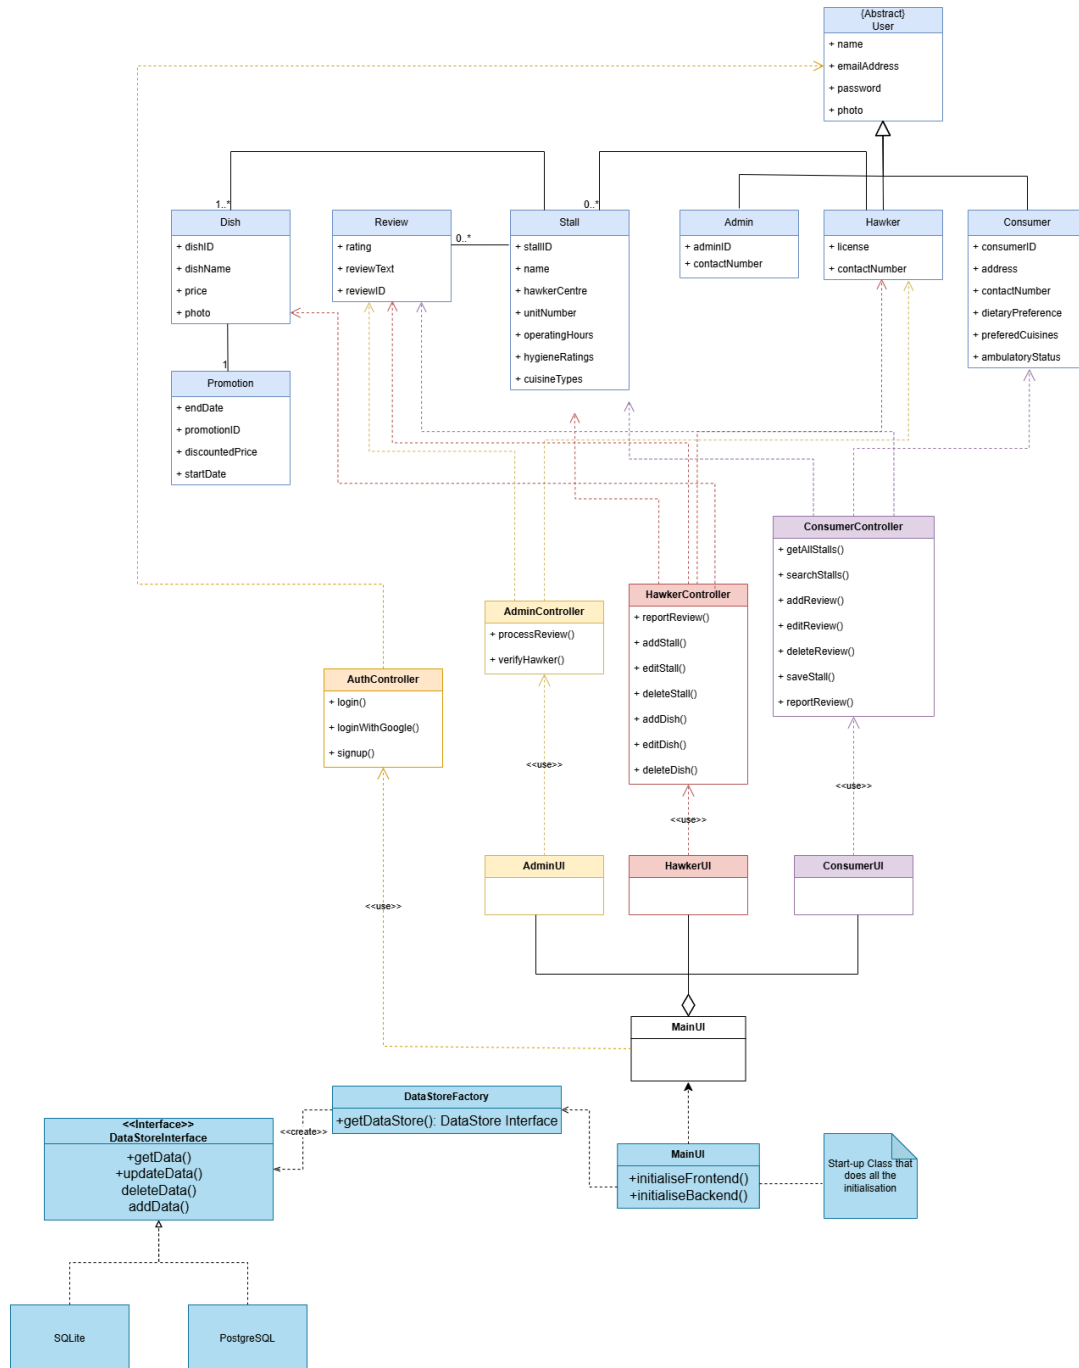 {Abstract}
User
+ name
+ emailAddress
+ password
+ photo
1..*
0..*
Dish
+ dishID
+ dishName
+ price
+ photo
Review
+ rating
+ reviewText
+ reviewID
0..*
Stall
+ stallID
+ name
+ hawkerCentre
+ unitNumber
+ operatingHours
+ hygieneRatings
+ cuisineTypes
Admin
+ adminID
+ contactNumber
Hawker
+ license
+ contactNumber
Consumer
+ consumerID
+ address
+ contactNumber
+ dietaryPreference
+ preferedCuisines
+ ambulatoryStatus
1
Promotion
+ endDate
+ promotionID
+ discountedPrice
+ startDate
ConsumerController
+ getAllStalls()
+ searchStalls()
+ addReview()
+ editReview()
+ deleteReview()
+ saveStall()
+ reportReview()
HawkerController
+ reportReview()
+ addStall()
+ editStall()
+ deleteStall()
+ addDish()
+ editDish()
+ deleteDish()
AdminController
+ processReview()
+ verifyHawker()
AuthController
+ login()
+ loginWithGoogle()
+ signup()
<<use>>
<<use>>
<<use>>
<<use>>
AdminUI
HawkerUI
ConsumerUI
MainUI
DataStoreFactory
+getDataStore(): DataStore Interface
<<create>>
<<Interface>>
DataStoreInterface
+getData()
+updateData()
deleteData()
addData()
MainUI
+initialiseFrontend()
+initialiseBackend()
Start-up Class that
does all the
initialisation
SQLite
PostgreSQL